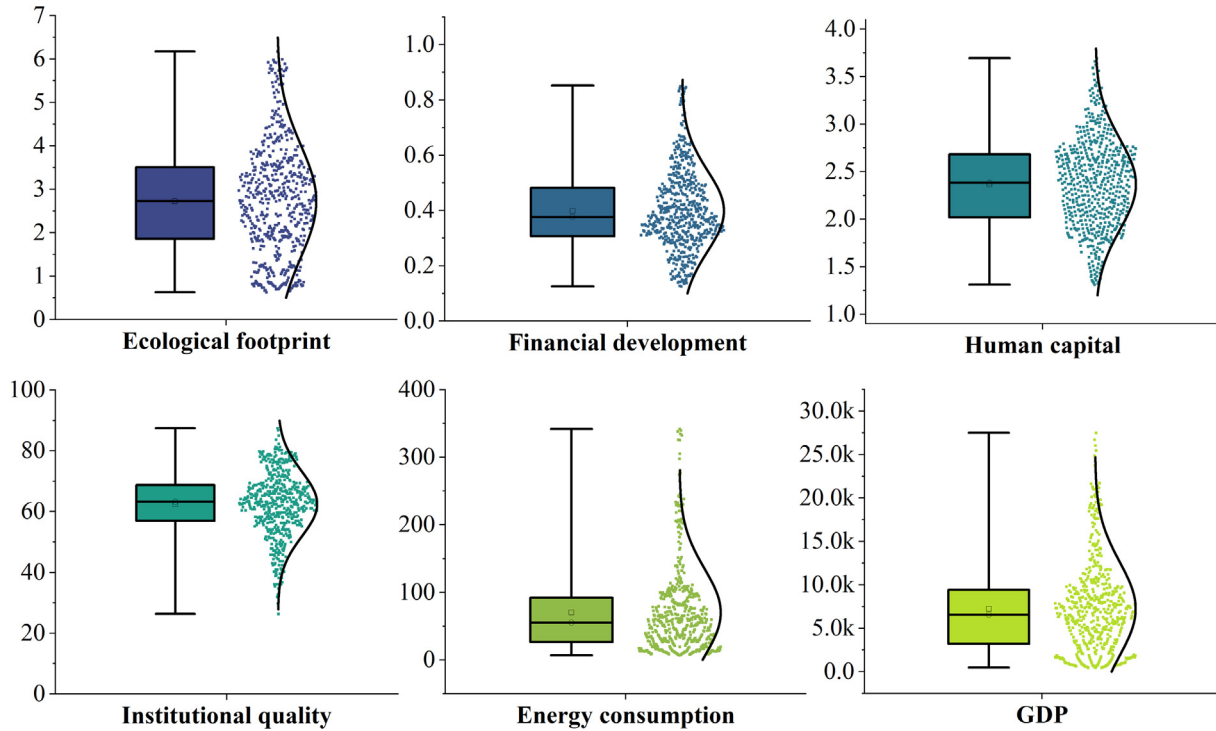 7
6
5
4
3
2
1
0
Ecological footprint
1.0
0.8
0.6
0.4
0.2
0.0
Financial development
4.0
3.5
3.0
2.5
2.0
1.5
1.0
Human capital
100
80
60
40
20
0
Institutional quality
400
300
200
100
0
Energy consumption
30.0k
25.0k
20.0k
15.0k
10.0k
5.0k
0.0
GDP